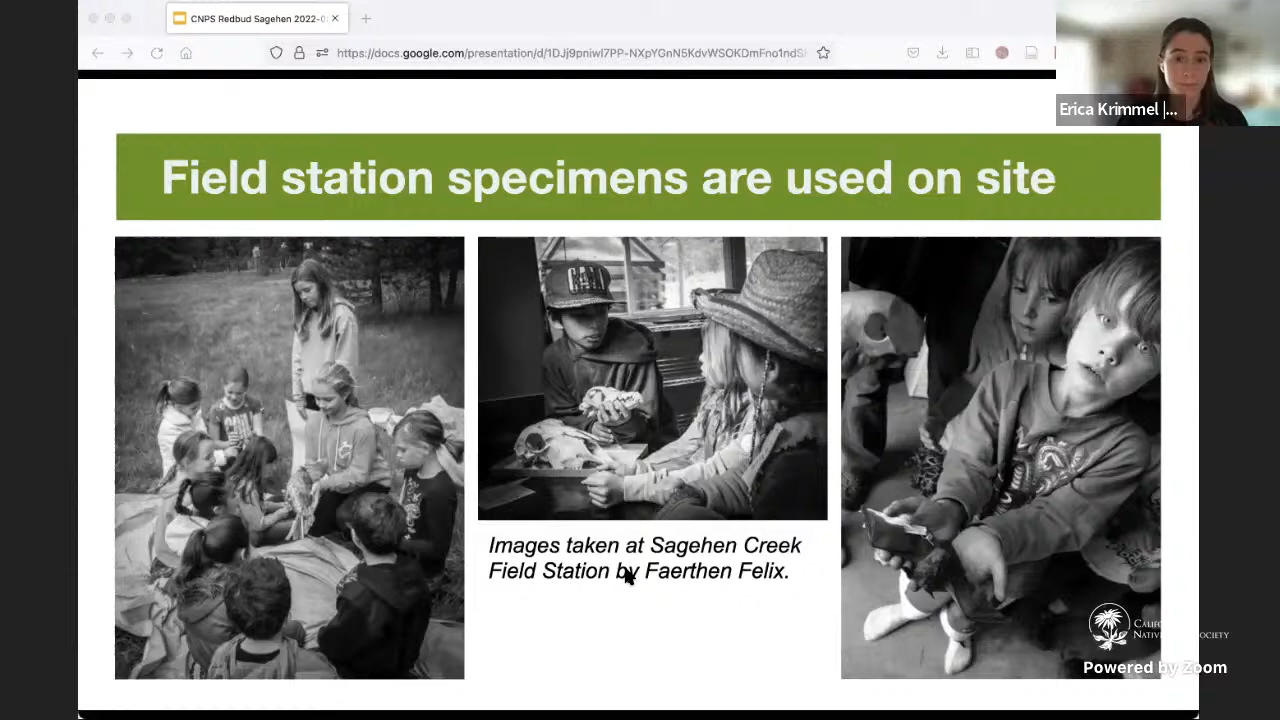 CNPS Redbud Sagehen 2022-0
https://docs.google.com/presentation/d/1DJj9pniwI7PP-NXpYGnN5KdvWSOKDmFno1ndS
Erica Krimmel |...
Field station specimens are used on site
Images taken at Sagehen Creek
Field Station by Faerthen Felix.
Powered by Zoom